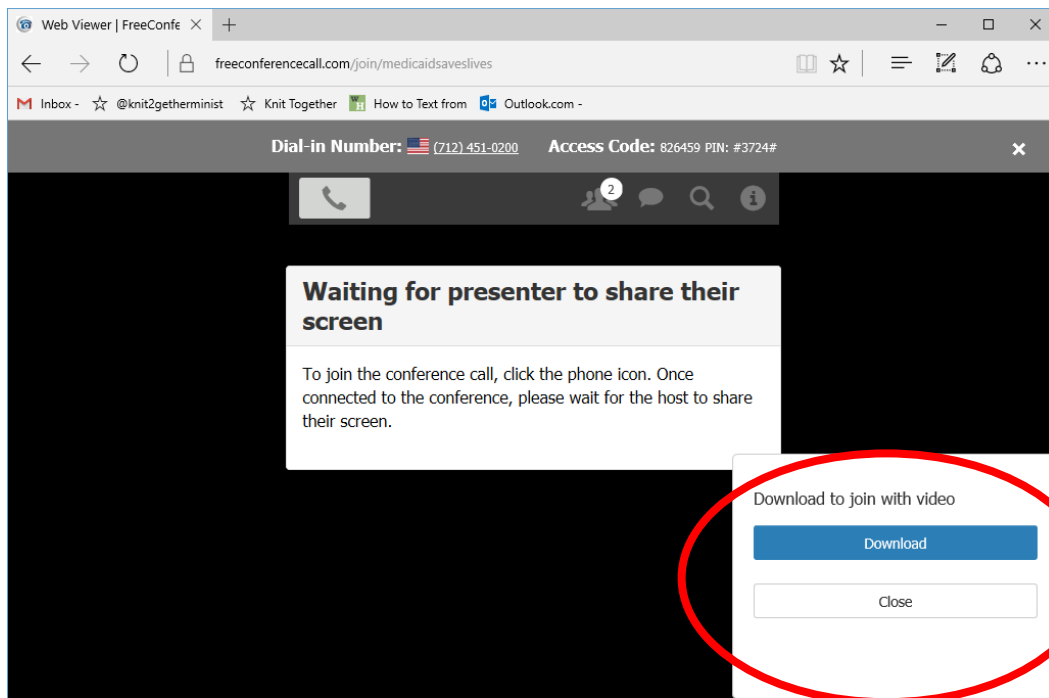 Web Viewer | FreeConfe
freeconferencecall.com/join/medicaidsaveslives
Inbox - @knit2getherminist Knit Together How to Text from Outlook.com -
Dial-in Number: (712) 451-0200 Access Code: 826459 PIN: #3724#
2
Waiting for presenter to share their
screen
To join the conference call, click the phone icon. Once
connected to the conference, please wait for the host to share
their screen.
Download to join with video
Download
Close